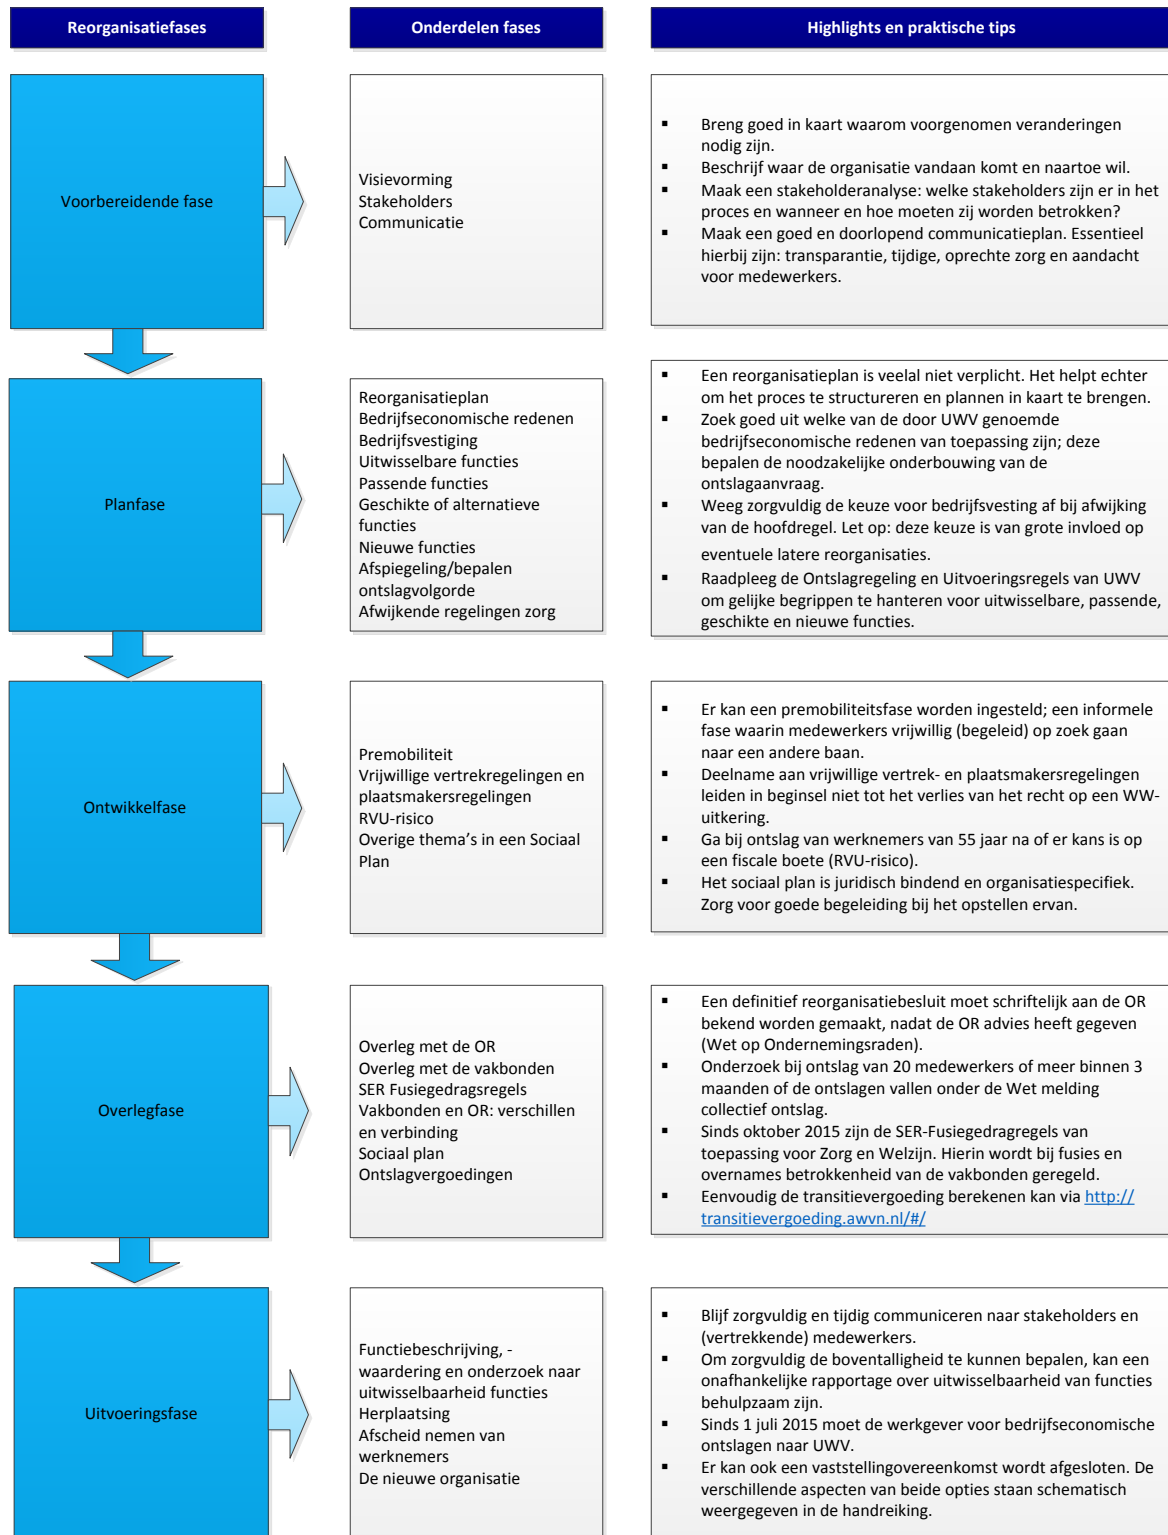 Reorganisatiefases
Onderdelen fases
Highlights en praktische tips
Voorbereidende fase
Visievorming
Stakeholders
Communicatie
▪ Breng goed in kaart waarom voorgenomen veranderingen
nodig zijn.
▪ Beschrijf waar de organisatie vandaan komt en naartoe wil.
▪ Maak een stakeholderanalyse: welke stakeholders zijn er in het
proces en wanneer en hoe moeten zij worden betrokken?
▪ Maak een goed en doorlopend communicatieplan. Essentieel
hierbij zijn: transparantie, tijdige, oprechte zorg en aandacht
voor medewerkers.
Planfase
Reorganisatieplan
Bedrijfseconomische redenen
Bedrijfsvestiging
Uitwisselbare functies
Passende functies
Geschikte of alternatieve
functies
Nieuwe functies
Afspiegeling/bepalen
ontslagvolgorde
Afwijkende regelingen zorg
▪ Een reorganisatieplan is veelal niet verplicht. Het helpt echter
om het proces te structureren en plannen in kaart te brengen.
▪ Zoek goed uit welke van de door UWV genoemde
bedrijfseconomische redenen van toepassing zijn; deze
bepalen de noodzakelijke onderbouwing van de
ontslagaanvraag.
▪ Weeg zorgvuldig de keuze voor bedrijfsvesting af bij afwijking
van de hoofdregel. Let op: deze keuze is van grote invloed op
eventuele latere reorganisaties.
▪ Raadpleeg de Ontslagregeling en Uitvoeringsregels van UWV
om gelijke begrippen te hanteren voor uitwisselbare, passende,
geschikte en nieuwe functies.
Ontwikkelfase
Premobiliteit
Vrijwillige vertrekregelingen en
plaatsmakersregelingen
RVU-risico
Overige thema's in een Sociaal
Plan
▪ Er kan een premobiliteitsfase worden ingesteld; een informele
fase waarin medewerkers vrijwillig (begeleid) op zoek gaan
naar een andere baan.
▪ Deelname aan vrijwillige vertrek- en plaatsmakersregelingen
leiden in beginsel niet tot het verlies van het recht op een WW-
uitkering.
▪ Ga bij ontslag van werknemers van 55 jaar na of er kans is op
een fiscale boete (RVU-risico).
▪ Het sociaal plan is juridisch bindend en organisatiespecifiek.
Zorg voor goede begeleiding bij het opstellen ervan.
Overlegfase
Overleg met de OR
Overleg met de vakbonden
SER Fusiegedragsregels
Vakbonden en OR: verschillen
en verbinding
Sociaal plan
Ontslagvergoedingen
▪ Een definitief reorganisatiebesluit moet schriftelijk aan de OR
bekend worden gemaakt, nadat de OR advies heeft gegeven
(Wet op Ondernemingsraden).
▪ Onderzoek bij ontslag van 20 medewerkers of meer binnen 3
maanden of de ontslagen vallen onder de Wet melding
collectief ontslag.
▪ Sinds oktober 2015 zijn de SER-Fusiegedragregels van
toepassing voor Zorg en Welzijn. Hierin wordt bij fusies en
overnames betrokkenheid van de vakbonden geregeld.
▪ Eenvoudig de transitievergoeding berekenen kan via http://
transitievergoeding.awvn.nl/#/
Uitvoeringsfase
Functiebeschrijving, -
waardering en onderzoek naar
uitwisselbaarheid functies
Herplaatsing
Afscheid nemen van
werknemers
De nieuwe organisatie
▪ Blijf zorgvuldig en tijdig communiceren naar stakeholders en
(vertrekkende) medewerkers.
▪ Om zorgvuldig de boventalligheid te kunnen bepalen, kan een
onafhankelijke rapportage over uitwisselbaarheid van functies
behulpzaam zijn.
▪ Sinds 1 juli 2015 moet de werkgever voor bedrijfseconomische
ontslagen naar UWV.
▪ Er kan ook een vaststellingovereenkomst wordt afgesloten. De
verschillende aspecten van beide opties staan schematisch
weergegeven in de handreiking.